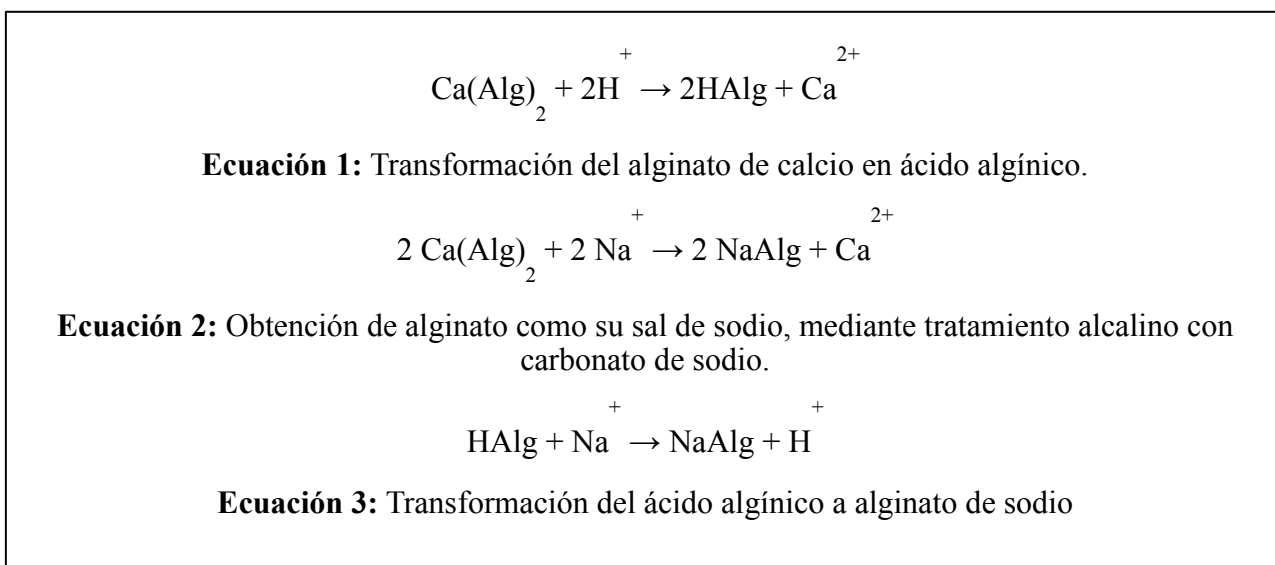 Ca(Alg)₂ + 2H⁺ → 2HAlg + Ca²⁺
Ecuación 1: Transformación del alginato de calcio en ácido algínico.
2 Ca(Alg)₂ + 2 Na⁺ → 2 NaAlg + Ca²⁺
Ecuación 2: Obtención de alginato como su sal de sodio, mediante tratamiento alcalino con
carbonato de sodio.
HAlg + Na⁺ → NaAlg + H⁺
Ecuación 3: Transformación del ácido algínico a alginato de sodio